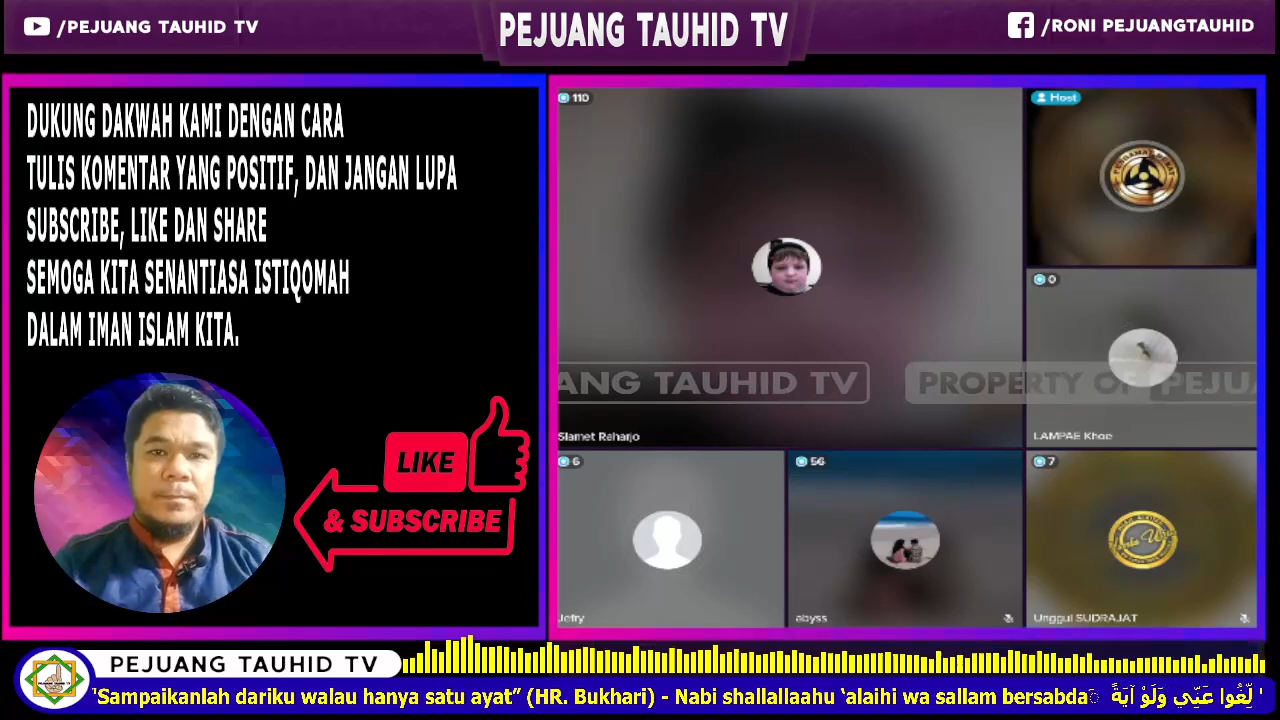 /PEJUANG TAUHID TV
PEJUANG TAUHID TV
/RONI PEJUANGTAUHID
DUKUNG DAKWAH KAMI DENGAN CARA
TULIS KOMENTAR YANG POSITIF, DAN JANGAN LUPA
SUBSCRIBE, LIKE DAN SHARE
SEMOGA KITA SENANTIASA ISTIQOMAH
DALAM IMAN ISLAM KITA.
LIKE
& SUBSCRIBE
110
Host
0
ANG TAUHID TV
PROPERTY OF PEJUA
Slamet Raharjo
LAMPAE Khoe
6
56
7
Jefry
abyss
Unggul SUDRAJAT
PEJUANG TAUHID TV
"Sampaikanlah dariku walau hanya satu ayat” (HR. Bukhari) - Nabi shallallaahu ‘alaihi wa sallam bersabda
لِّغُوا عَنِّي وَلَوْ آيَةً